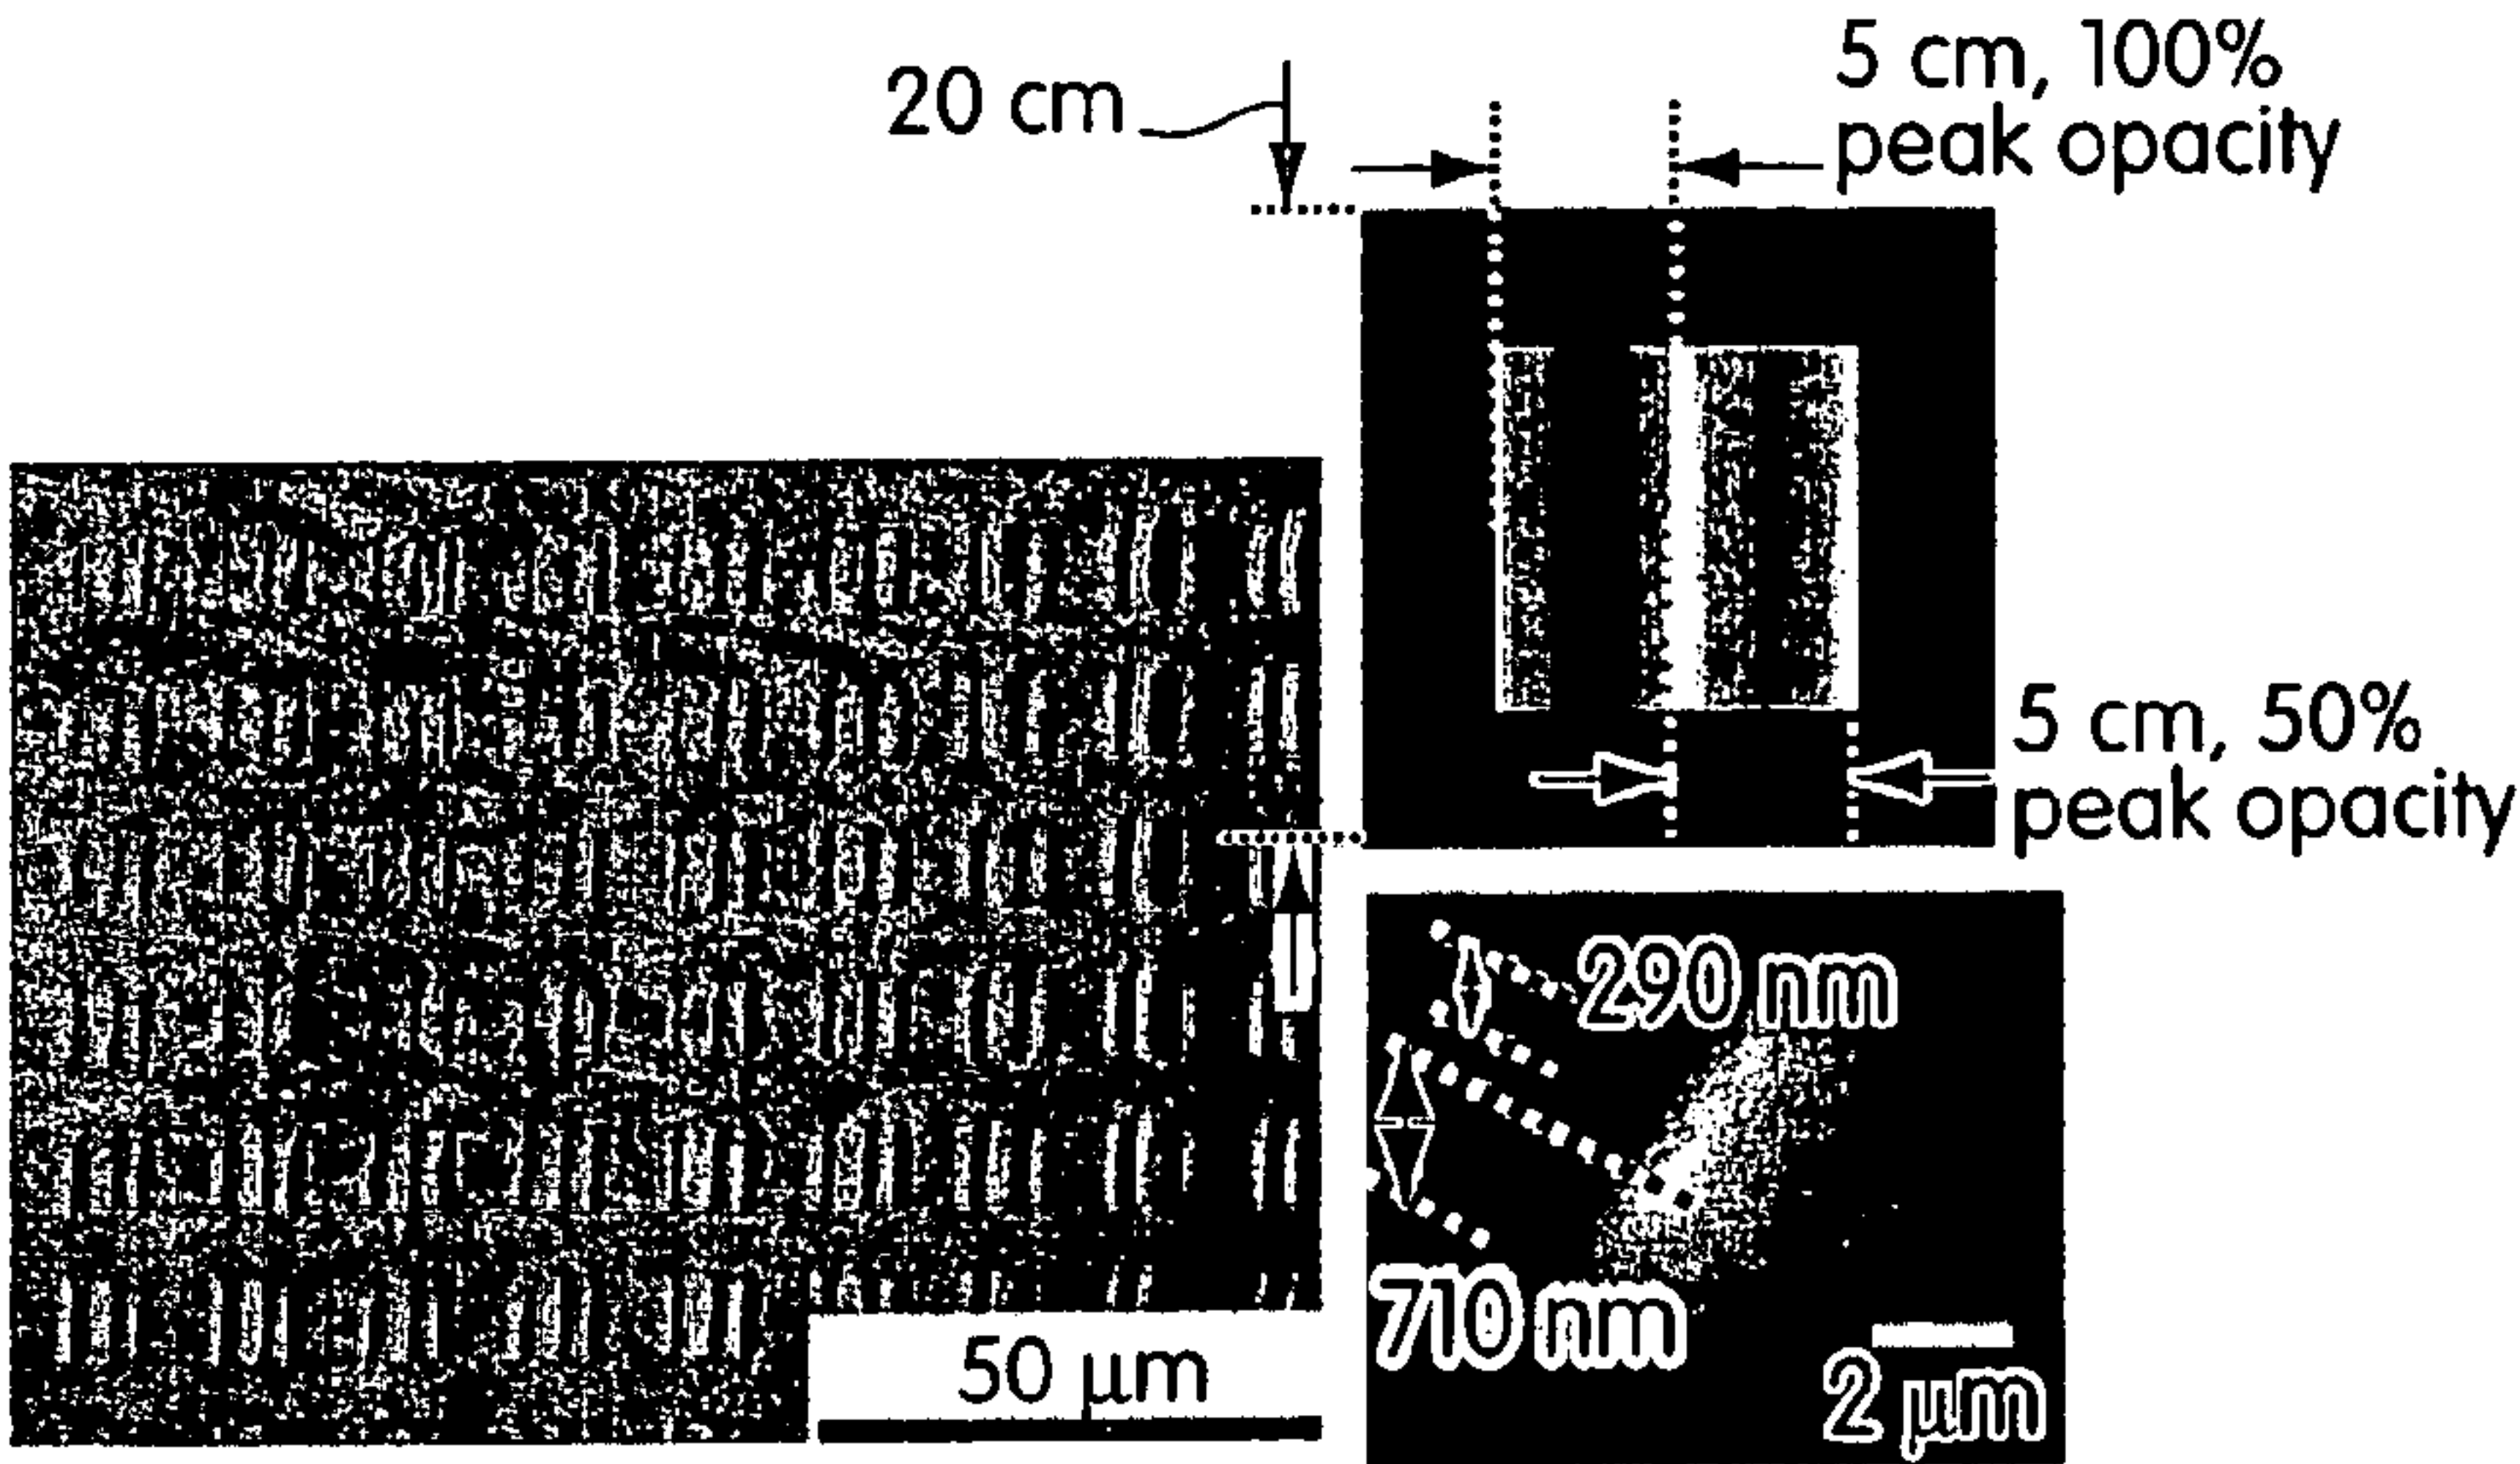 20 cm
5 cm, 100%
peak opacity
5 cm, 50%
peak opacity
290 nm
710 nm
50 μm
2 μm